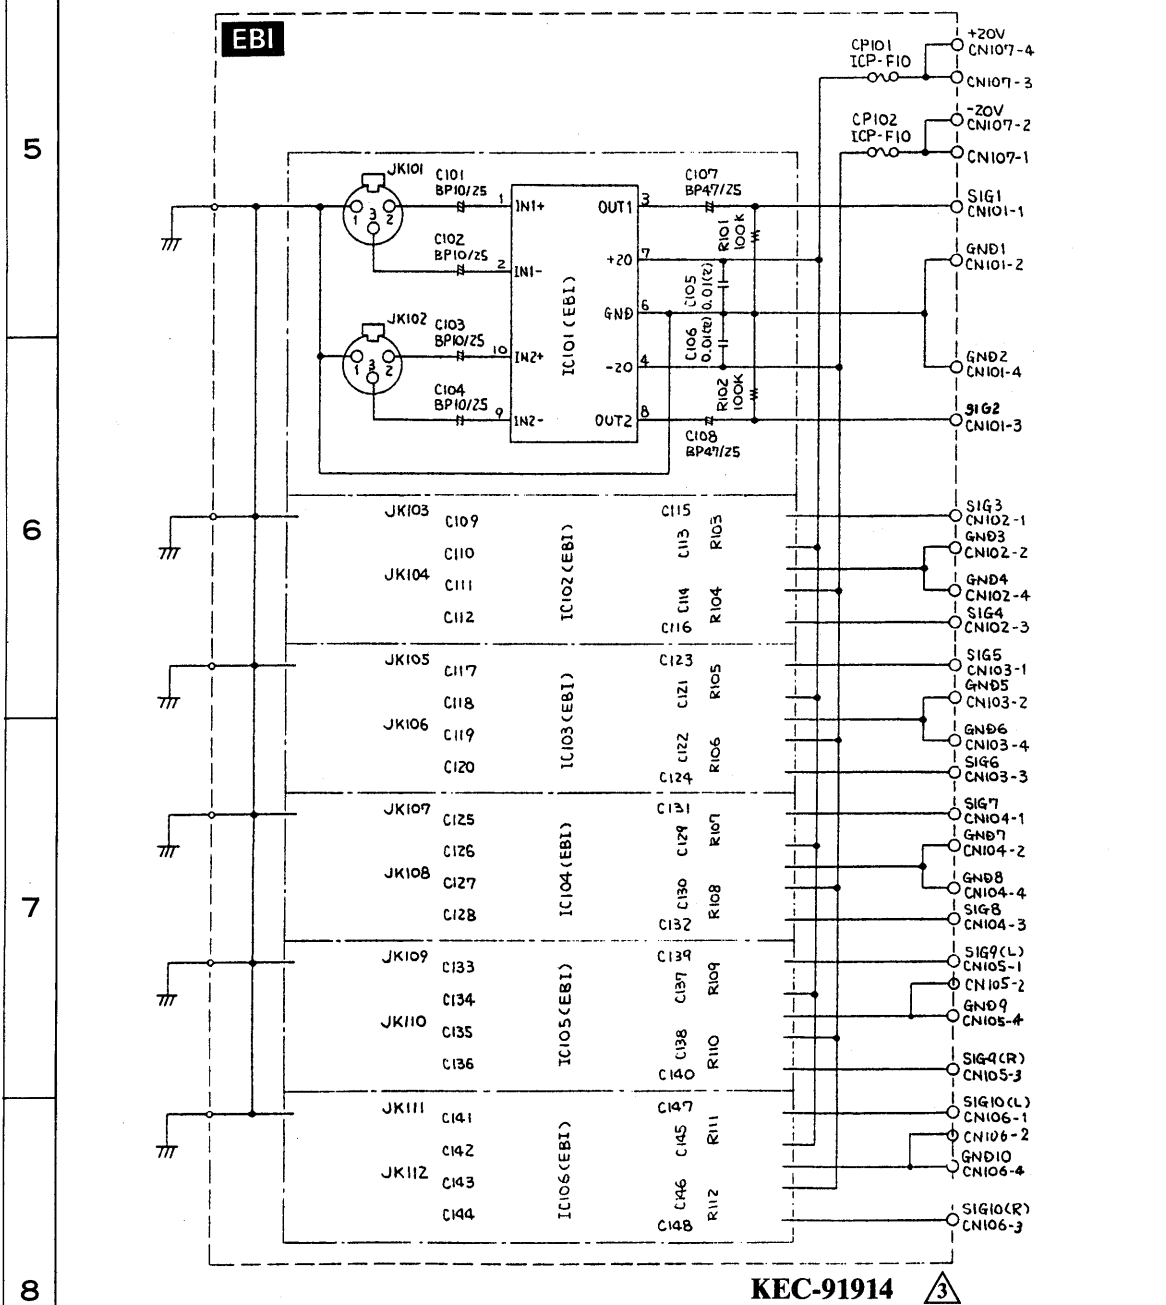 EBI
+20V
CP101
CN107-4
ICP-F10
CN107-3
-20V
CP102
CN107-2
ICP-F10
CN107-1
5
JK101
C101
BP10/25
C107
BP47/25
SIG1
CN101-1
1
IN1+
OUT1
3
R101
100K
1
3
2
C102
BP10/25
GND1
CN101-2
2
IN1-
+20
7
C105
0.01(Z)
IC101(EBI)
GND
6
JK102
C103
BP10/25
C106
0.01(Z)
10
IN2+
-20
4
GND2
CN101-4
1
3
2
C104
BP10/25
R102
100K
SIG2
CN101-3
9
IN2-
OUT2
8
C108
BP47/25
6
JK103
C109
C110
JK104
C111
C112
IC102(EBI)
C115
C113
R103
C114
R104
C116
SIG3
CN102-1
GND3
CN102-2
GND4
CN102-4
SIG4
CN102-3
JK105
C117
C118
JK106
C119
C120
IC103(EBI)
C123
C121
R105
C122
R106
C124
SIG5
CN103-1
GND5
CN103-2
GND6
CN103-4
SIG6
CN103-3
7
JK107
C125
C126
JK108
C127
C128
IC104(EBI)
C131
C129
R107
C130
R108
C132
SIG7
CN104-1
GND7
CN104-2
GND8
CN104-4
SIG8
CN104-3
JK109
C133
C134
JK110
C135
C136
IC105(EBI)
C139
C137
R109
C138
R110
C140
SIG9(L)
CN105-1
CN105-2
GND9
CN105-4
SIG9(R)
CN105-3
JK111
C141
C142
JK112
C143
C144
IC106(EBI)
C147
C145
R111
C146
R112
C148
SIG10(L)
CN106-1
CN106-2
GND10
CN106-4
SIG10(R)
CN106-3
8
KEC-91914
3